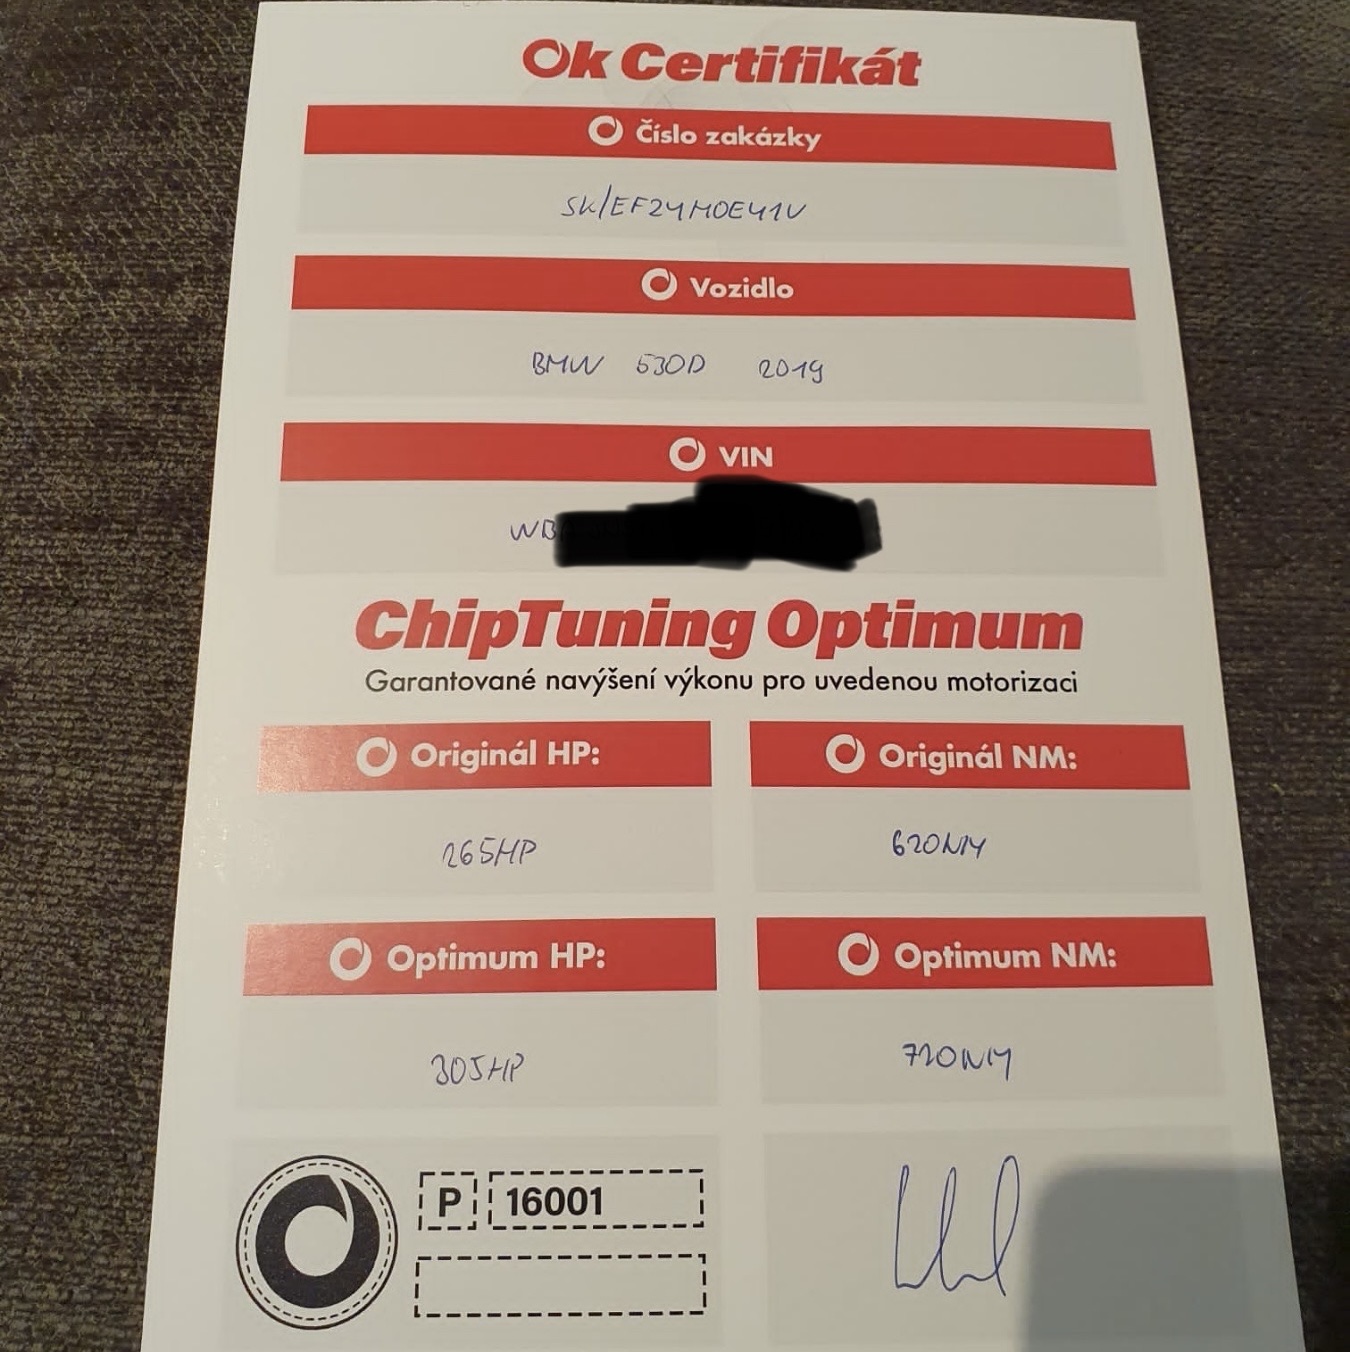 Ok Certifikát
Číslo zakázky
SK/EF24MOE41V
Vozidlo
BMW 530D 2019
VIN
WB
ChipTuning Optimum
Garantované navýšení výkonu pro uvedenou motorizaci
Originál HP: Originál NM:
265HP 620NM
Optimum HP: Optimum NM:
305HP 720NM
P 16001